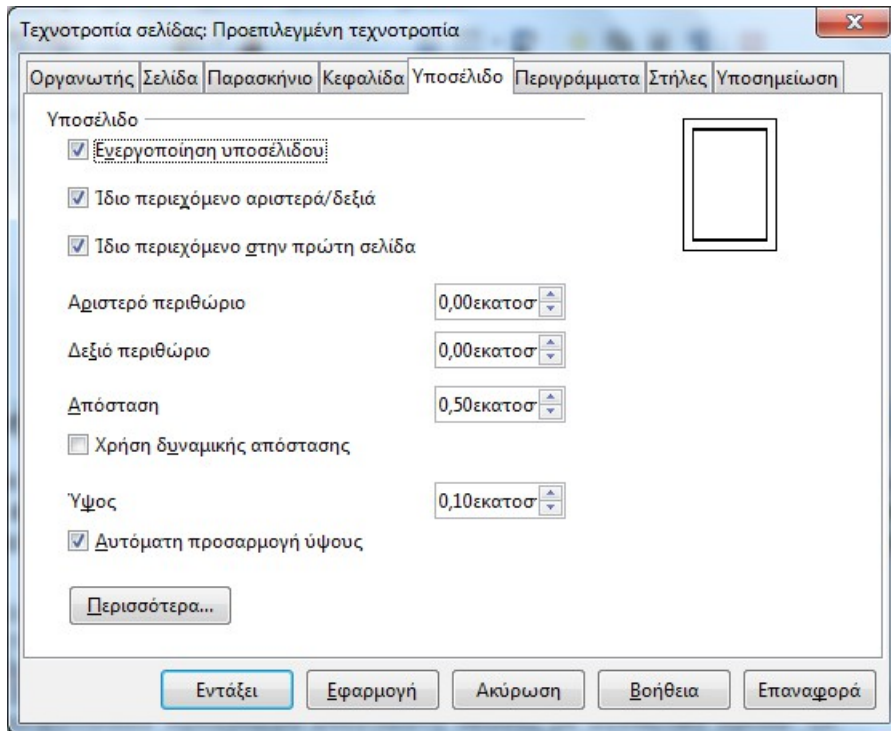 Τεχνοτροπία σελίδας: Προεπιλεγμένη τεχνοτροπία
Οργανωτής Σελίδα Παρασκήνιο Κεφαλίδα Υποσέλιδο Περιγράμματα Στήλες Υποσημείωση
Υποσέλιδο
Ενεργοποίηση υποσέλιδου
Ίδιο περιεχόμενο αριστερά/δεξιά
Ίδιο περιεχόμενο στην πρώτη σελίδα
Αριστερό περιθώριο 0,00εκατοσ
Δεξιό περιθώριο 0,00εκατοσ
Απόσταση 0,50εκατοσ
Χρήση δυναμικής απόστασης
Ύψος 0,10εκατοσ
Αυτόματη προσαρμογή ύψους
Περισσότερα...
Εντάξει Εφαρμογή Ακύρωση Βοήθεια Επαναφορά